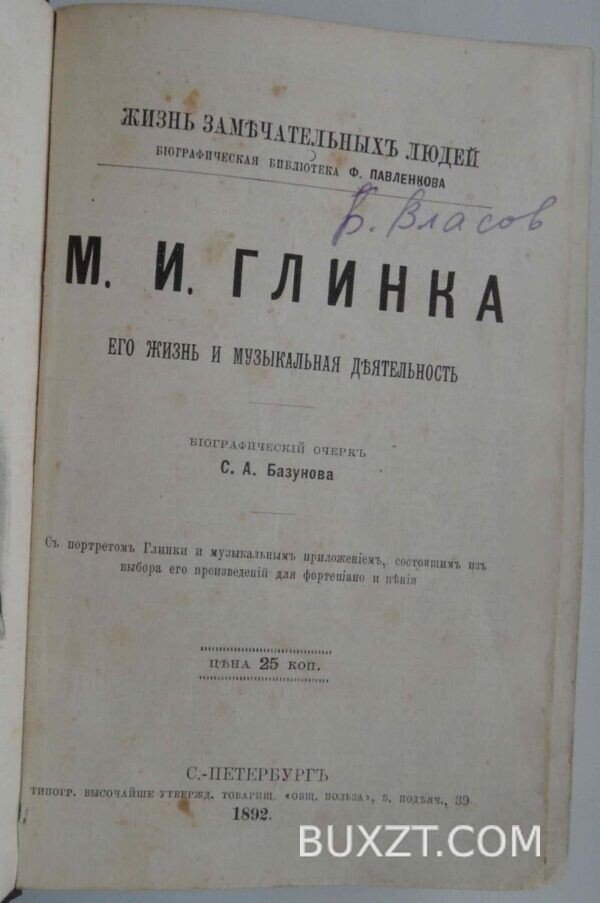 ЖИЗНЬ ЗАМѢЧАТЕЛЬНЫХЪ ЛЮДЕЙ
БІОГРАФИЧЕСКАЯ БИБЛІОТЕКА Ф. ПАВЛЕНКОВА
Б. Власов
М. И. ГЛИНКА
ЕГО ЖИЗНЬ И МУЗЫКАЛЬНАЯ ДѢЯТЕЛЬНОСТЬ
БІОГРАФИЧЕСКІЙ ОЧЕРКЪ
С. А. Базунова
Съ портретомъ Глинки и музыкальнымъ приложеніемъ, состоящимъ изъ
выбора его произведеній для фортепіано и пѣнія
ЦѢНА 25 КОП.
С.-ПЕТЕРБУРГЪ
ТИПОГР. ВЫСОЧАЙШЕ УТВЕРЖД. ТОВАРИЩ. «ОБЩ. ПОЛЬЗА», Б. ПОДЪЯЧ., 39
1892.
BUXZT.COM